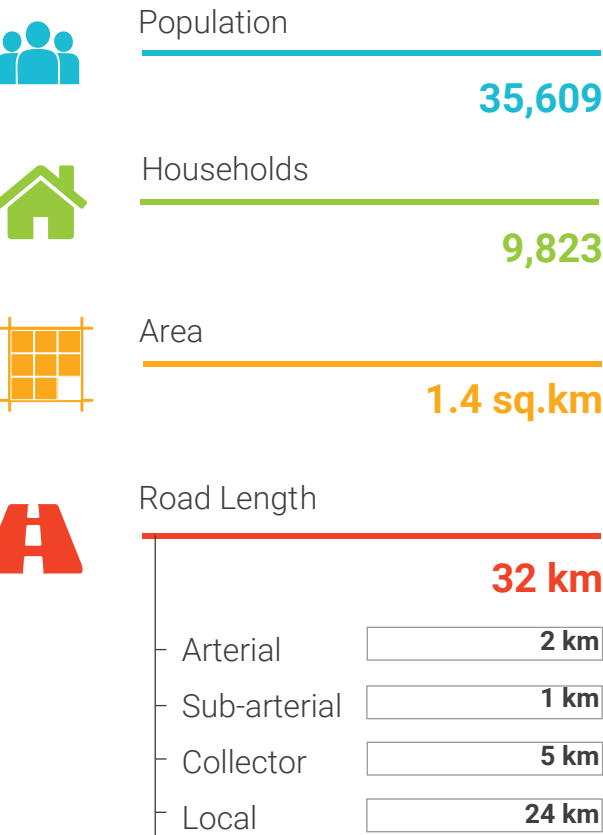 Population
35,609
Households
9,823
Area
1.4 sq.km
Road Length
32 km
Arterial 2 km
Sub-arterial 1 km
Collector 5 km
Local 24 km